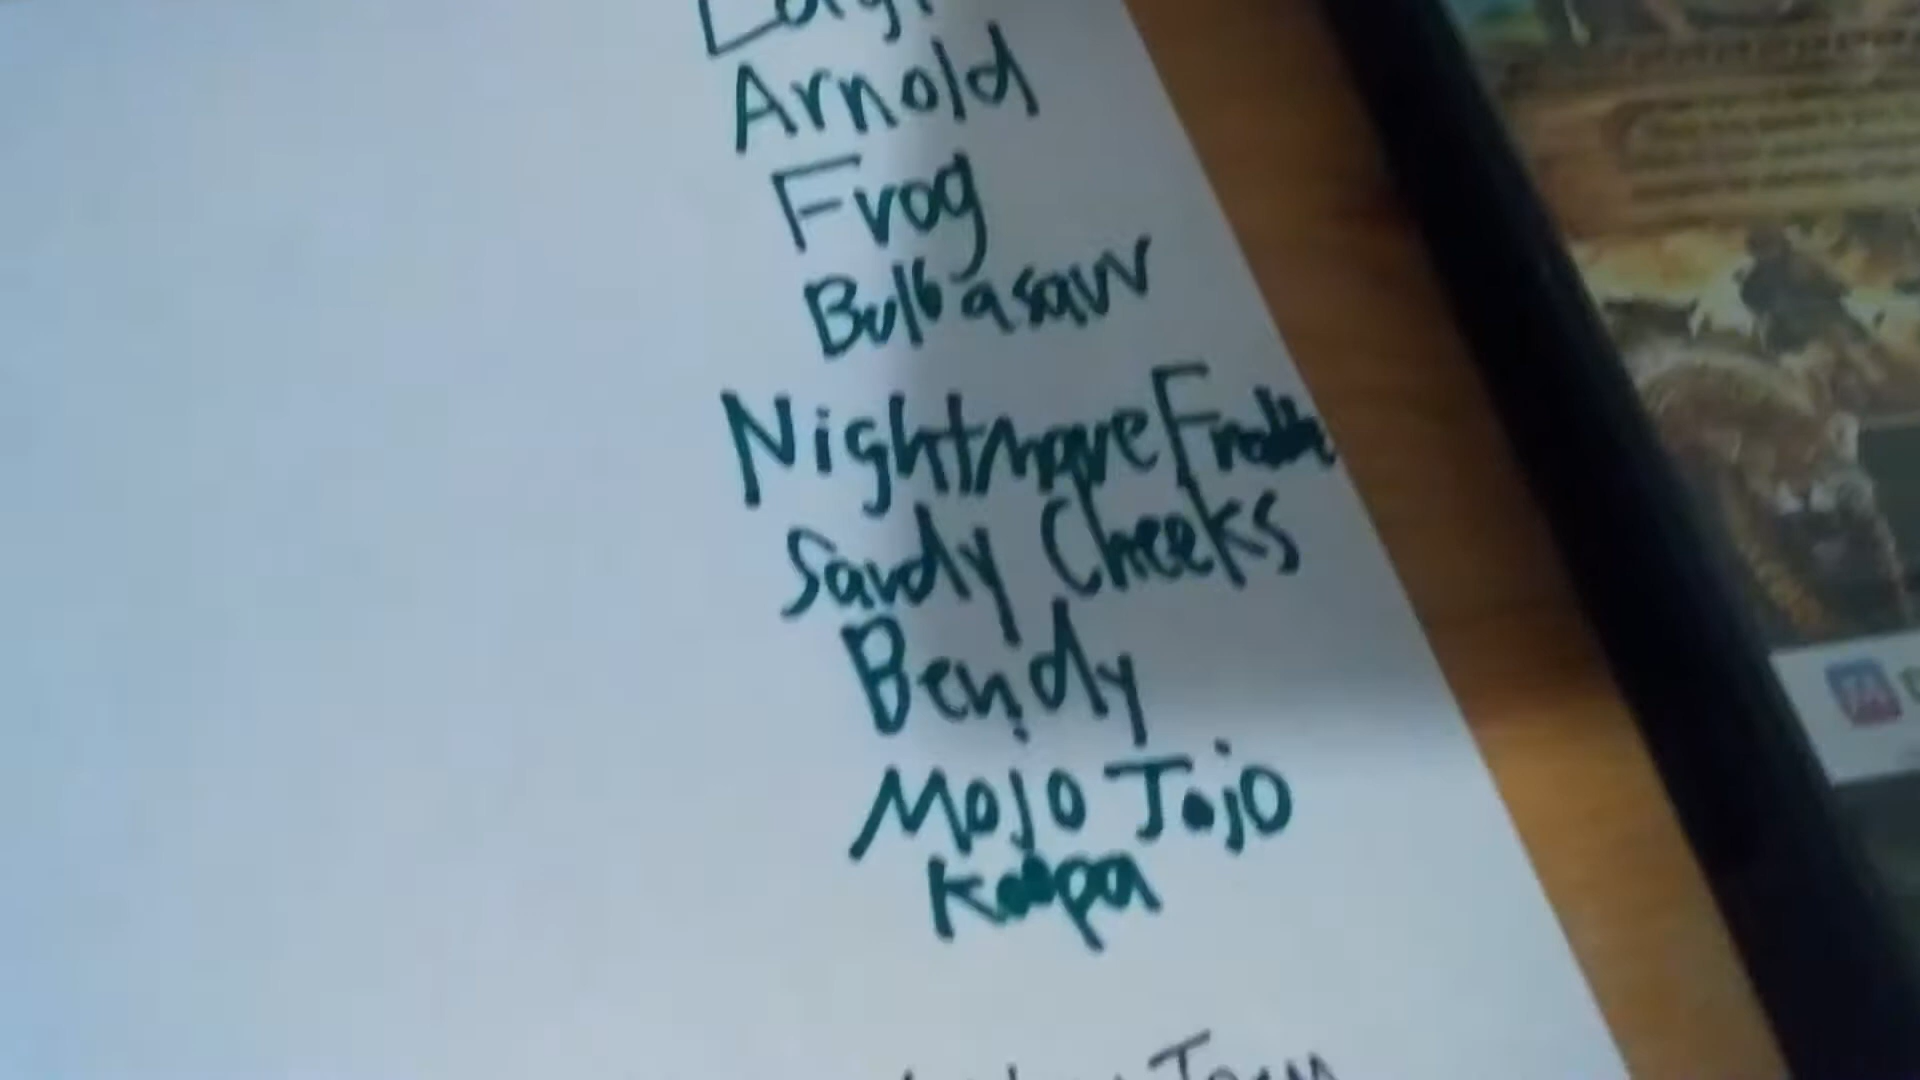 Arnold
Frog
Bulbasaur
Nightmare
Sandy Cheeks
Bendy
Mojo Jojo
Koopa